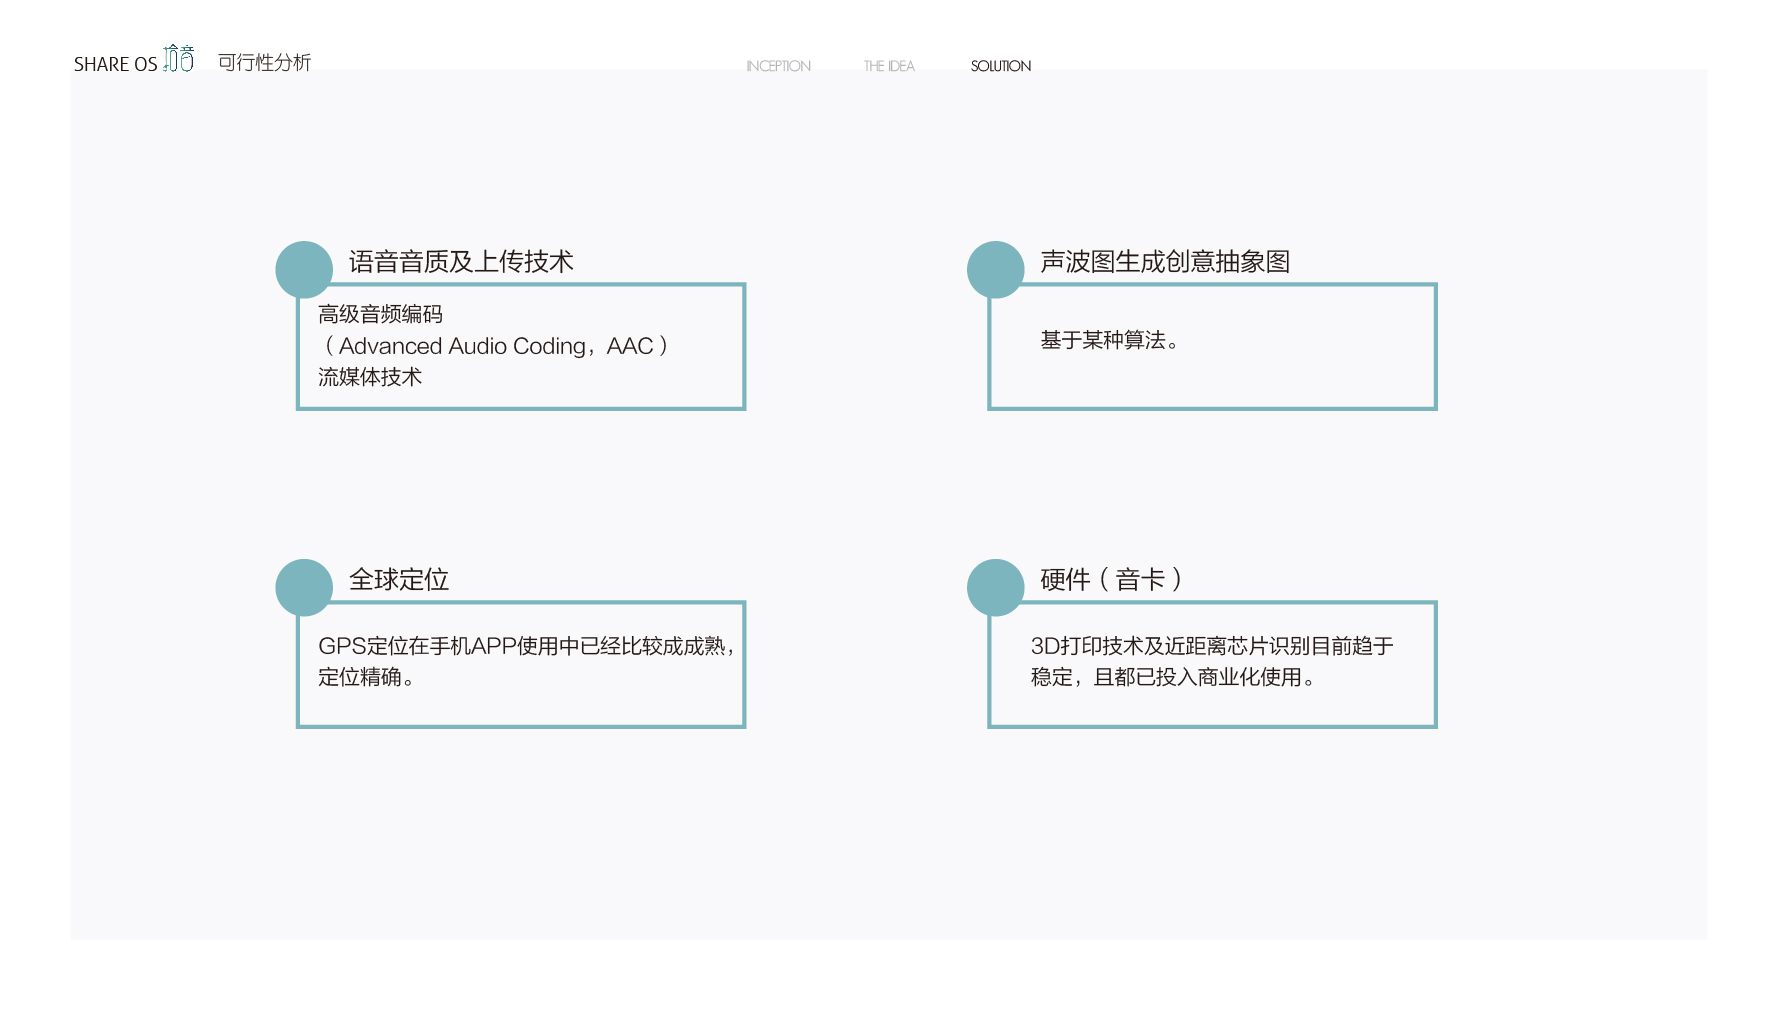 SHARE OS 拾音 可行性分析
INCEPTION THE IDEA SOLUTION
语音音质及上传技术
高级音频编码
（Advanced Audio Coding，AAC）
流媒体技术
声波图生成创意抽象图
基于某种算法。
全球定位
GPS定位在手机APP使用中已经比较成成熟，
定位精确。
硬件（音卡）
3D打印技术及近距离芯片识别目前趋于
稳定，且都已投入商业化使用。